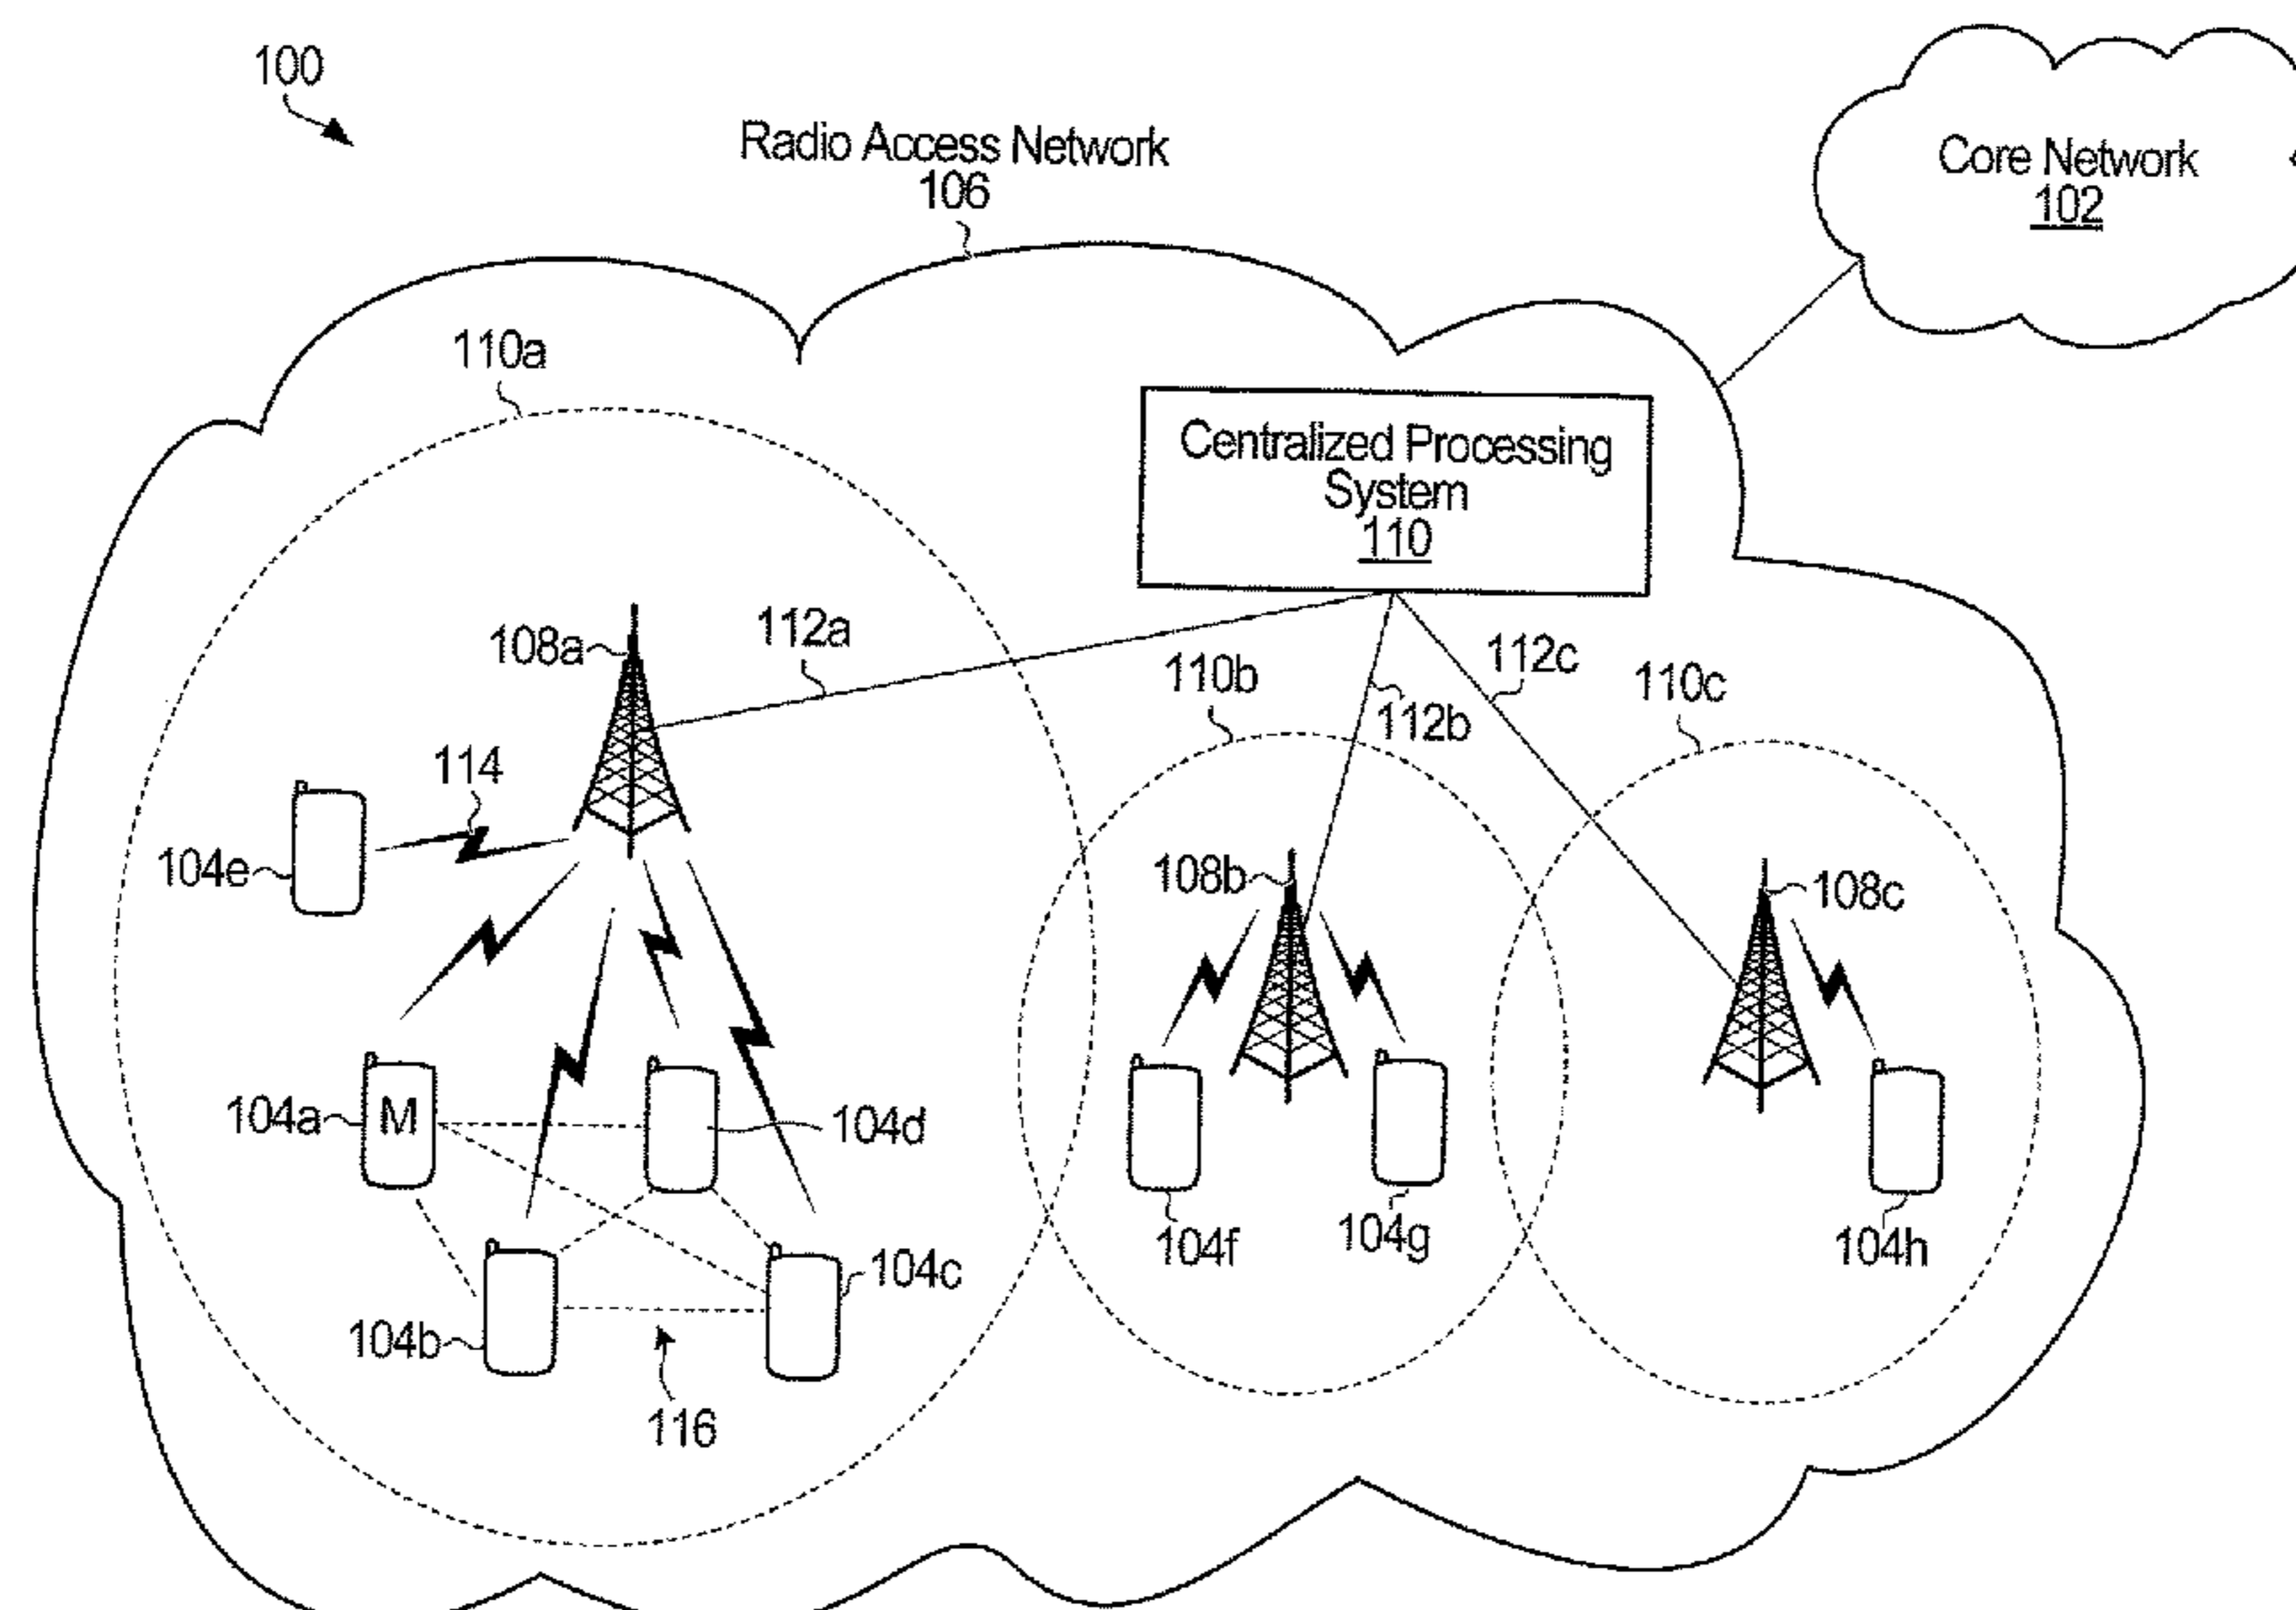 100
Radio Access Network
106
Core Network
102
110a
Centralized Processing
System
110
108a
112a
110b
112b
112c
110c
114
104e
108b
108c
104a
M
104d
104f
104g
104h
104b
104c
116